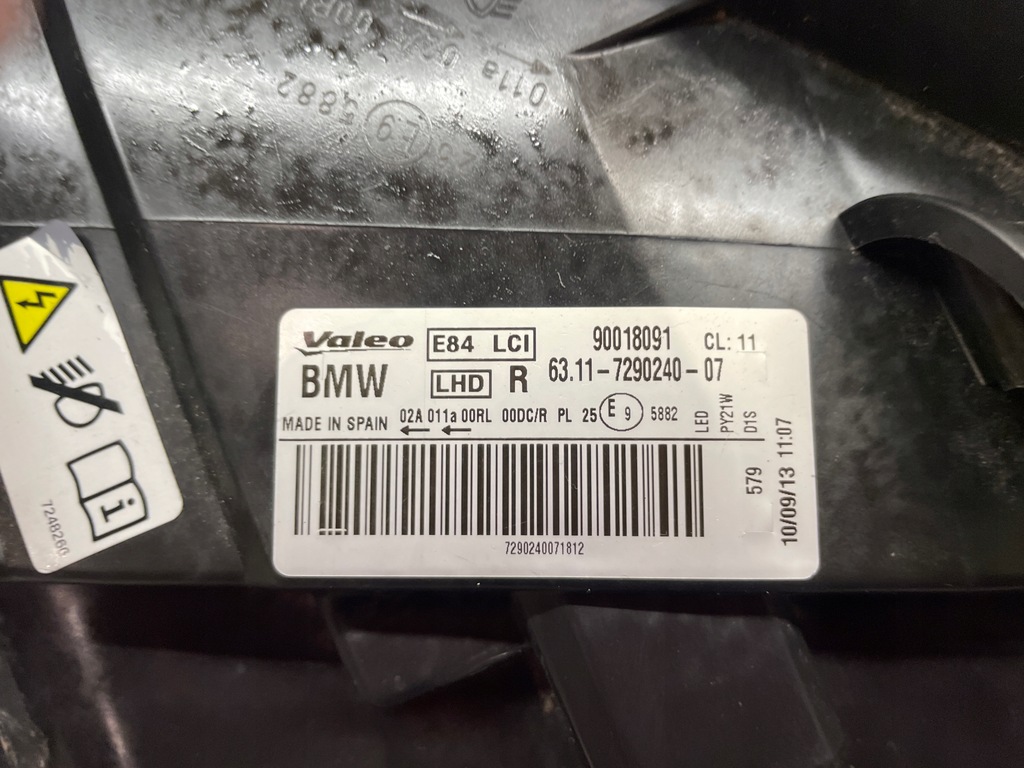 011a
5882
E9
Valeo
E84 LCI
90018091
CL: 11
BMW
LHD
R
63.11-7290240-07
MADE IN SPAIN
02A 011a 00RL 00DC/R PL 25 E 9 5882
LED
PY21W
D1S
579
10/09/13 11:07
7290240071812
i
7248260